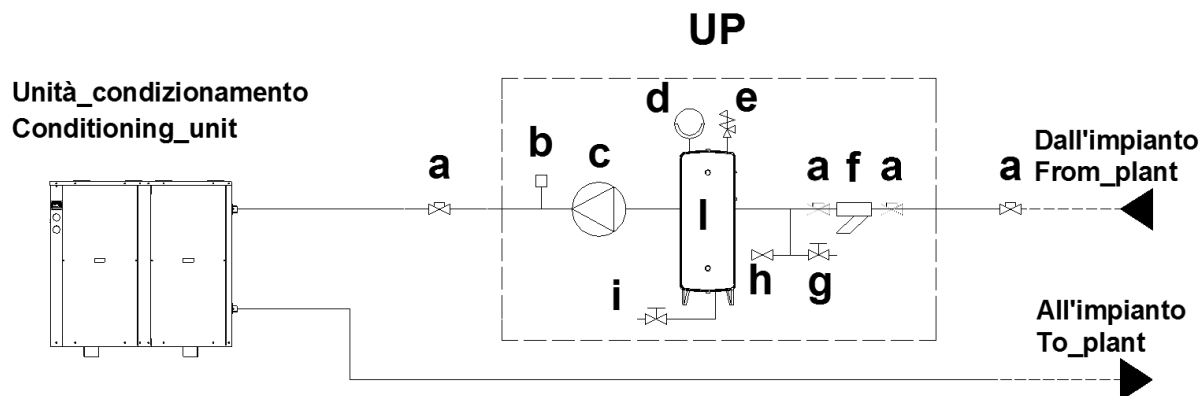 UP
Unità_condizionamento
Conditioning_unit
d e
b c a f a a
a
Dall'impianto
From_plant
l
h g
i
All'impianto
To_plant